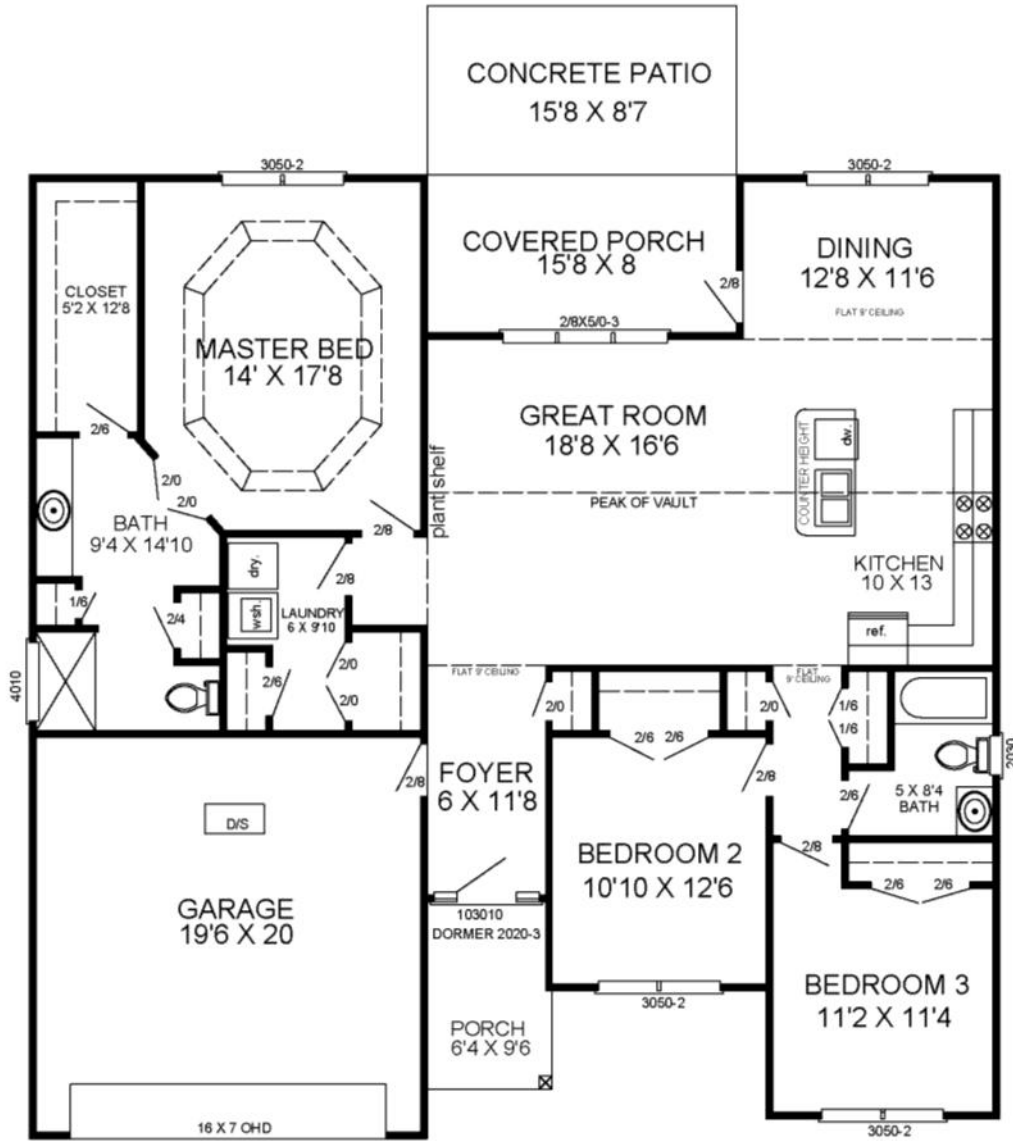 CONCRETE PATIO
15'8 X 8'7
3050-2
3050-2
COVERED PORCH
15'8 X 8
2/8
DINING
12'8 X 11'6
FLAT 9' CEILING
CLOSET
5'2 X 12'8
2/8X5/0-3
MASTER BED
14' X 17'8
GREAT ROOM
18'8 X 16'6
COUNTER HEIGHT
dw.
2/6
2/0
2/0
plant shelf
PEAK OF VAULT
BATH
9'4 X 14'10
2/8
dry.
2/8
KITCHEN
10 X 13
1/6
2/4
wsh.
LAUNDRY
6 X 9'10
ref.
4010
2/6
2/0
2/0
FLAT 9' CEILING
2/0
2/0
FLAT
9' CEILING
1/6
1/6
2/6
2/6
2030
2/8
FOYER
6 X 11'8
2/8
2/6
5 X 8'4
BATH
D/S
BEDROOM 2
10'10 X 12'6
2/8
2/6
2/6
GARAGE
19'6 X 20
103010
DORMER 2020-3
BEDROOM 3
11'2 X 11'4
3050-2
PORCH
6'4 X 9'6
16 X 7 OHD
3050-2